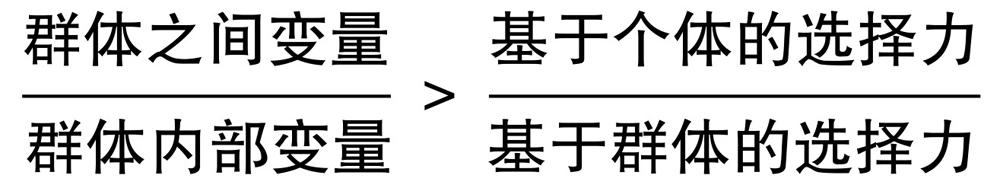 群体之间变量
群体内部变量
>
基于个体的选择力
基于群体的选择力